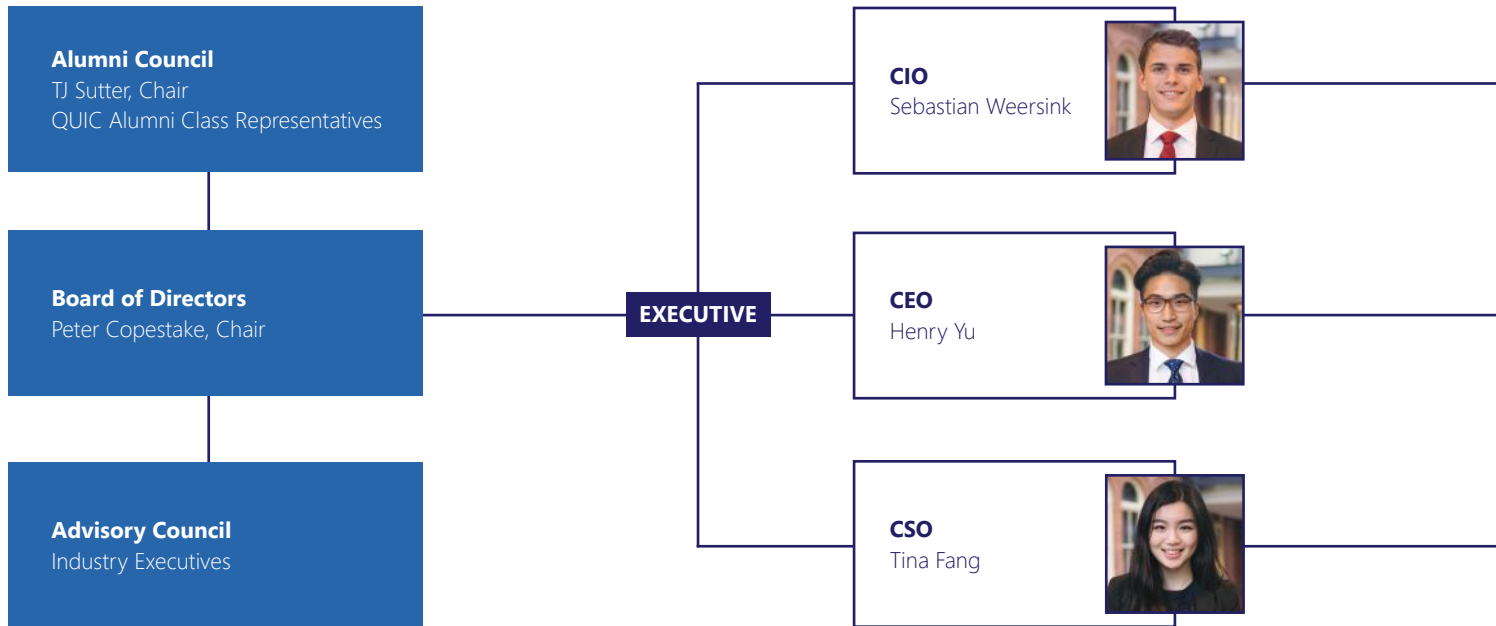 Alumni Council
TJ Sutter, Chair
QUIC Alumni Class Representatives
Board of Directors
Peter Copestake, Chair
Advisory Council
Industry Executives
EXECUTIVE
CIO
Sebastian Weersink
CEO
Henry Yu
CSO
Tina Fang